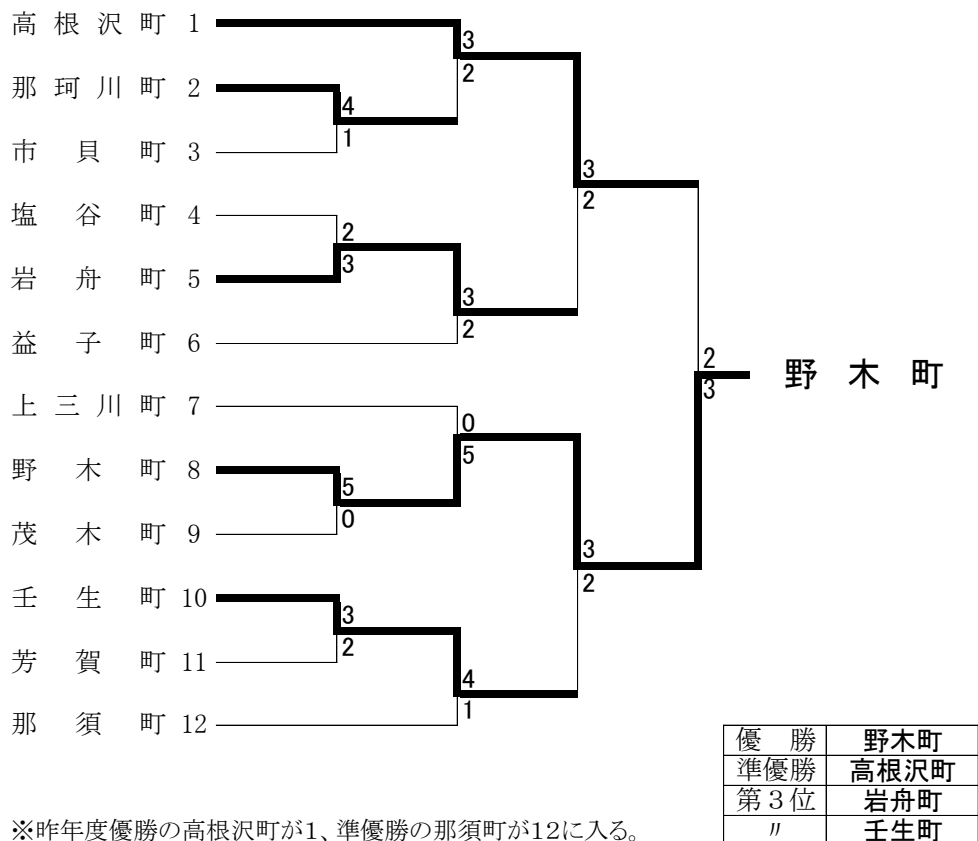 高根沢町 1
3
2
那珂川町 2
4
1
市貝町 3
3
2
塩谷町 4
2
3
岩舟町 5
3
2
益子町 6
2
3
野木町
上三川町 7
0
5
野木町 8
5
0
茂木町 9
3
2
壬生町 10
3
2
芳賀町 11
4
1
那須町 12
優勝 野木町
準優勝 高根沢町
第3位 岩舟町
〃 壬生町
※昨年度優勝の高根沢町が1、準優勝の那須町が12に入る。